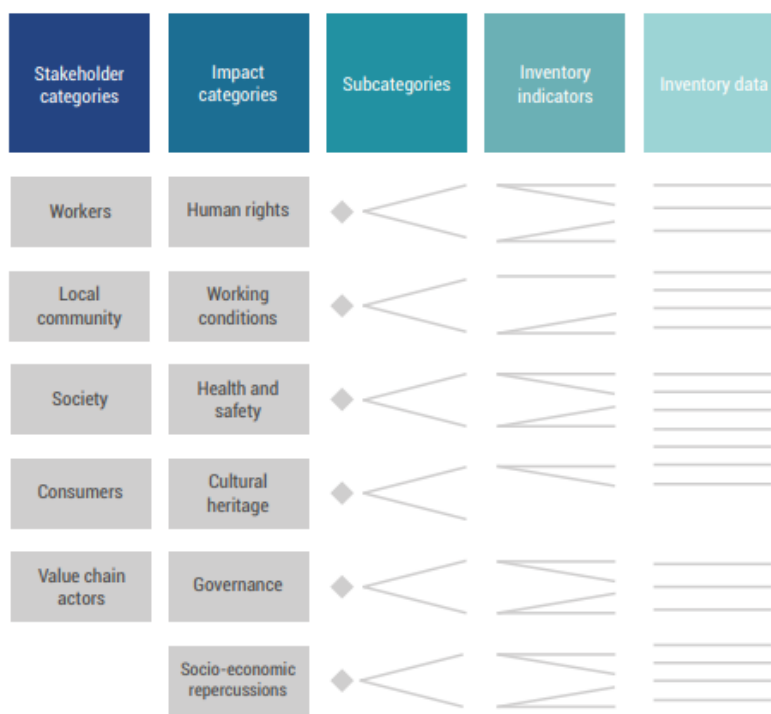 Stakeholder
categories
Impact
categories
Subcategories
Inventory
indicators
Inventory data
Workers
Human rights
Local
community
Working
conditions
Society
Health and
safety
Consumers
Cultural
heritage
Value chain
actors
Governance
Socio-economic
repercussions